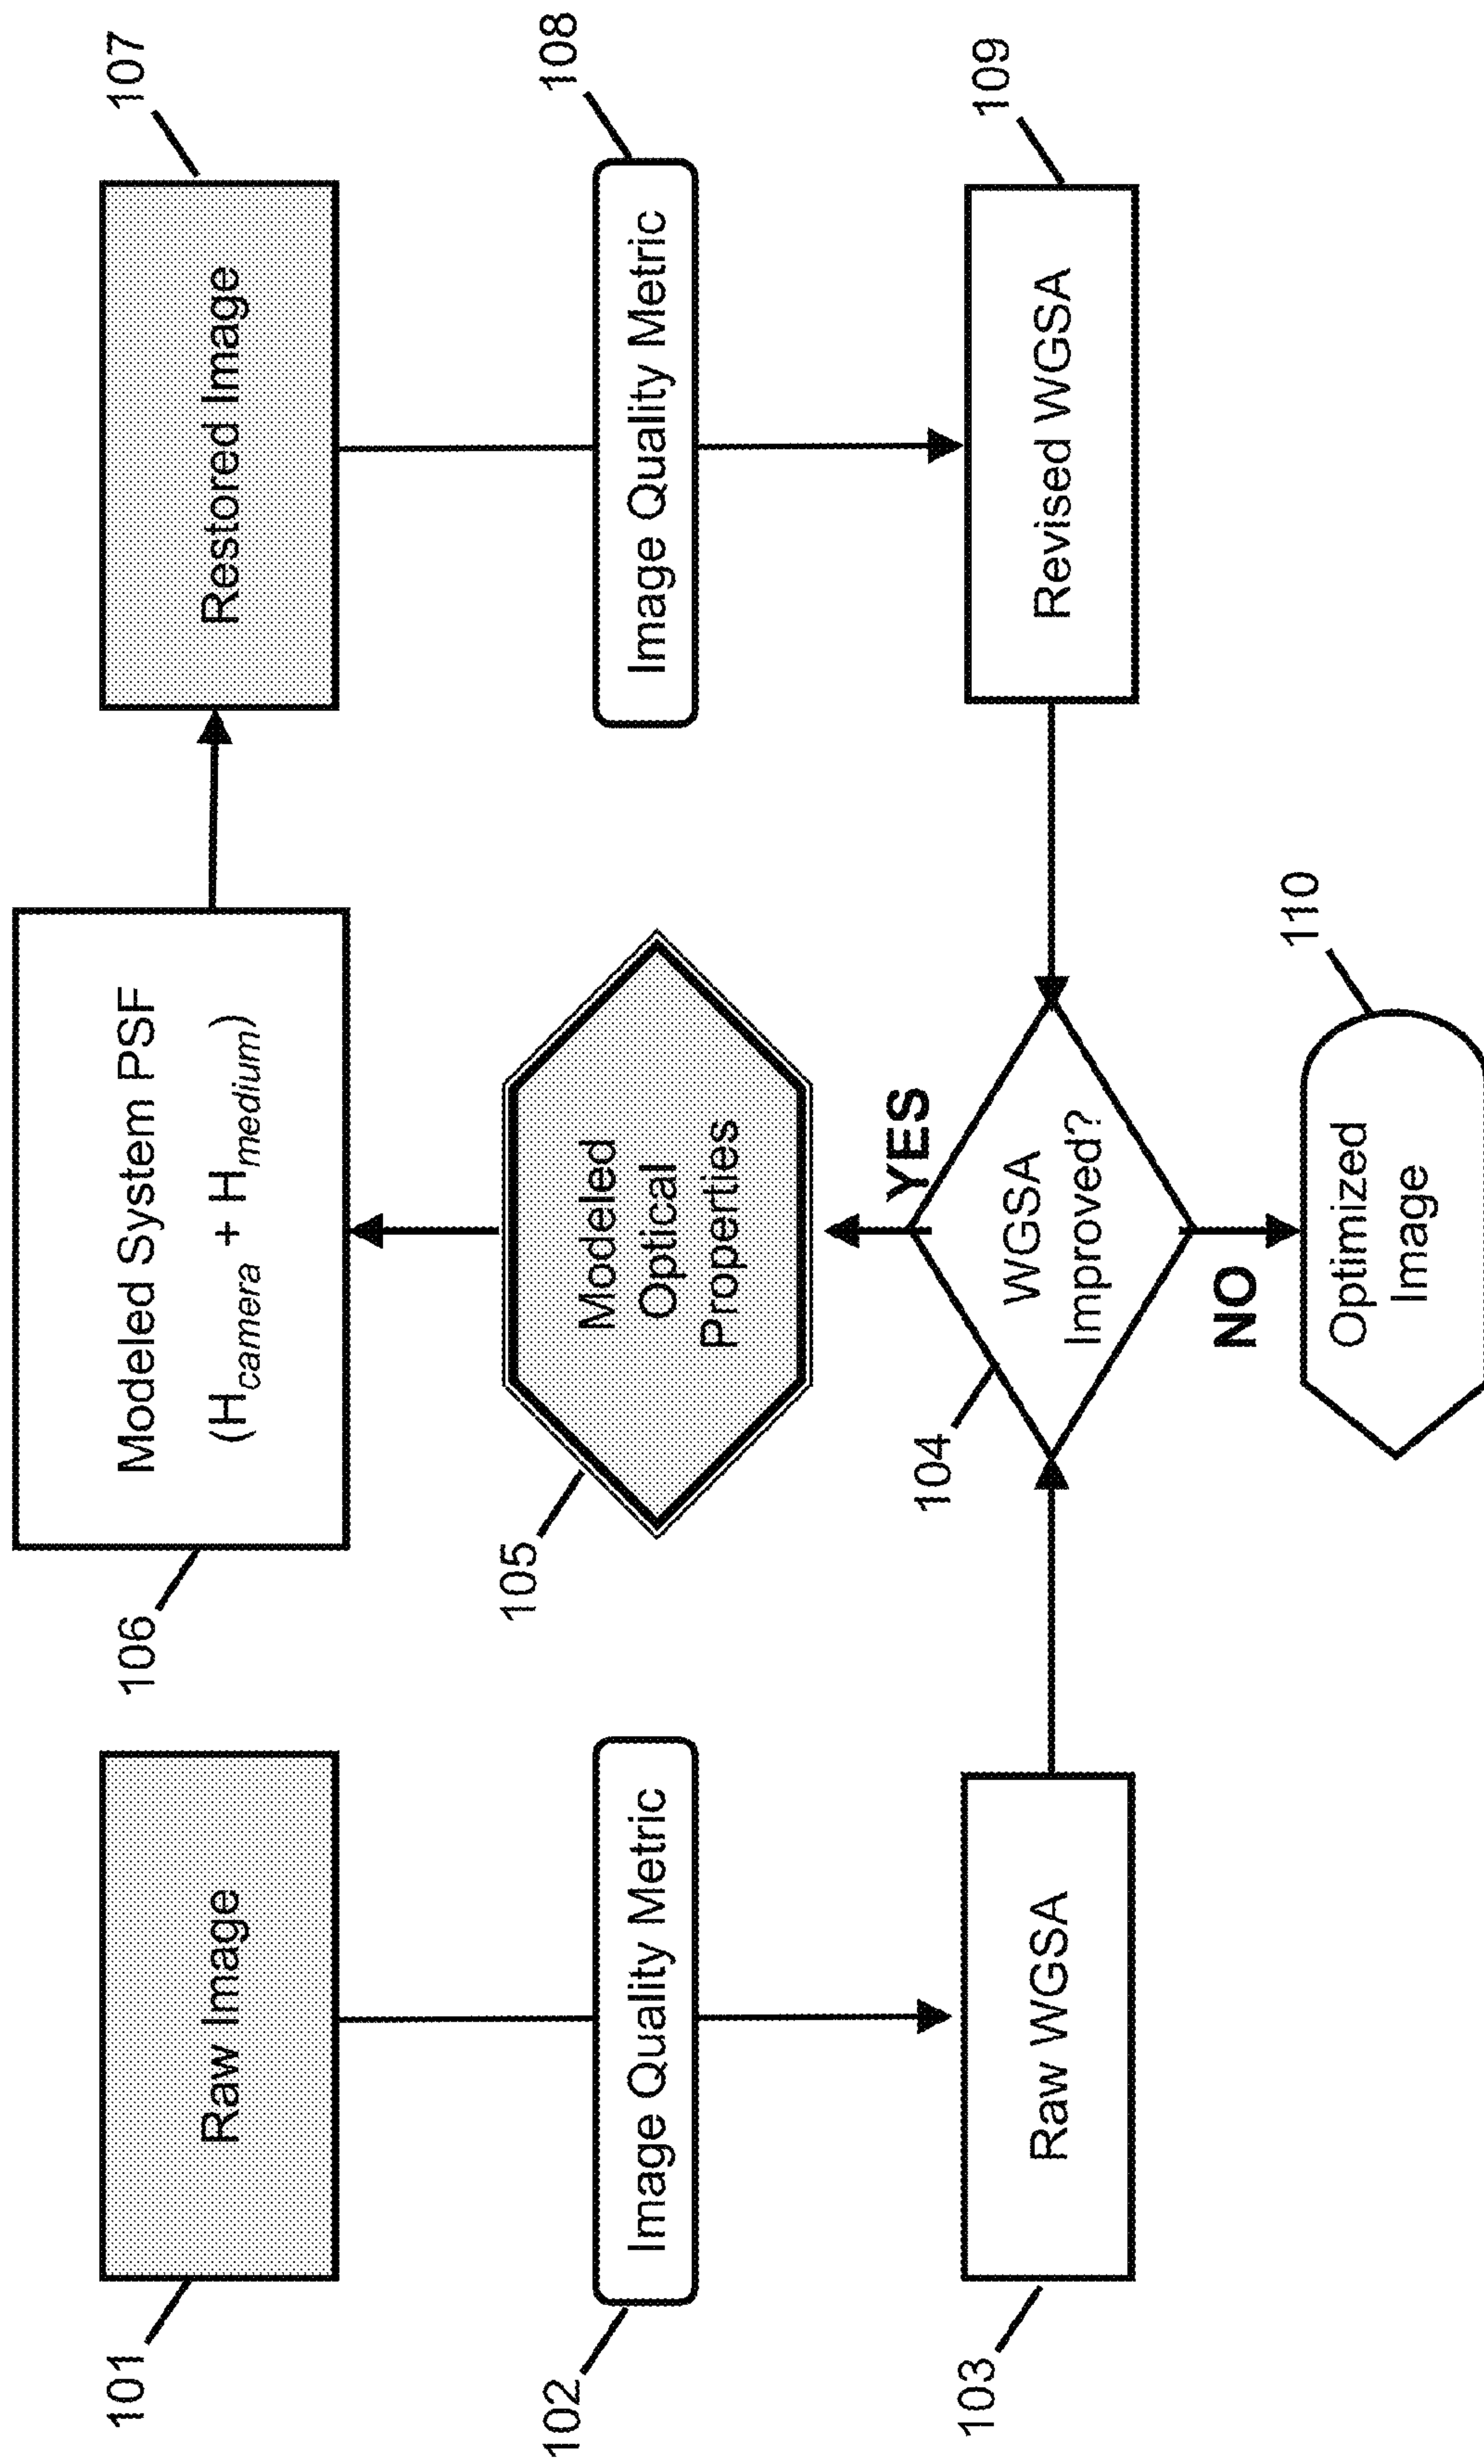 101
Raw Image
102
Image Quality Metric
103
Raw WGSA
106
Modeled System PSF
(Hcamera + Hmedium)
105
Modeled
Optical
Properties
YES
104
WGSA
Improved?
NO
Optimized
Image
110
107
Restored Image
108
Image Quality Metric
109
Revised WGSA